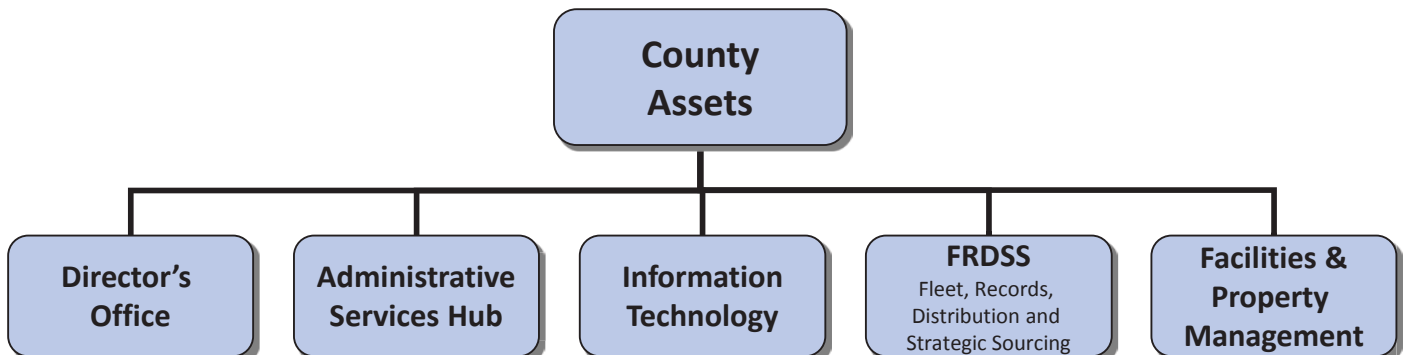 County
Assets
Director’s
Office
Administrative
Services Hub
Information
Technology
FRDSS
Fleet, Records,
Distribution and
Strategic Sourcing
Facilities &
Property
Management